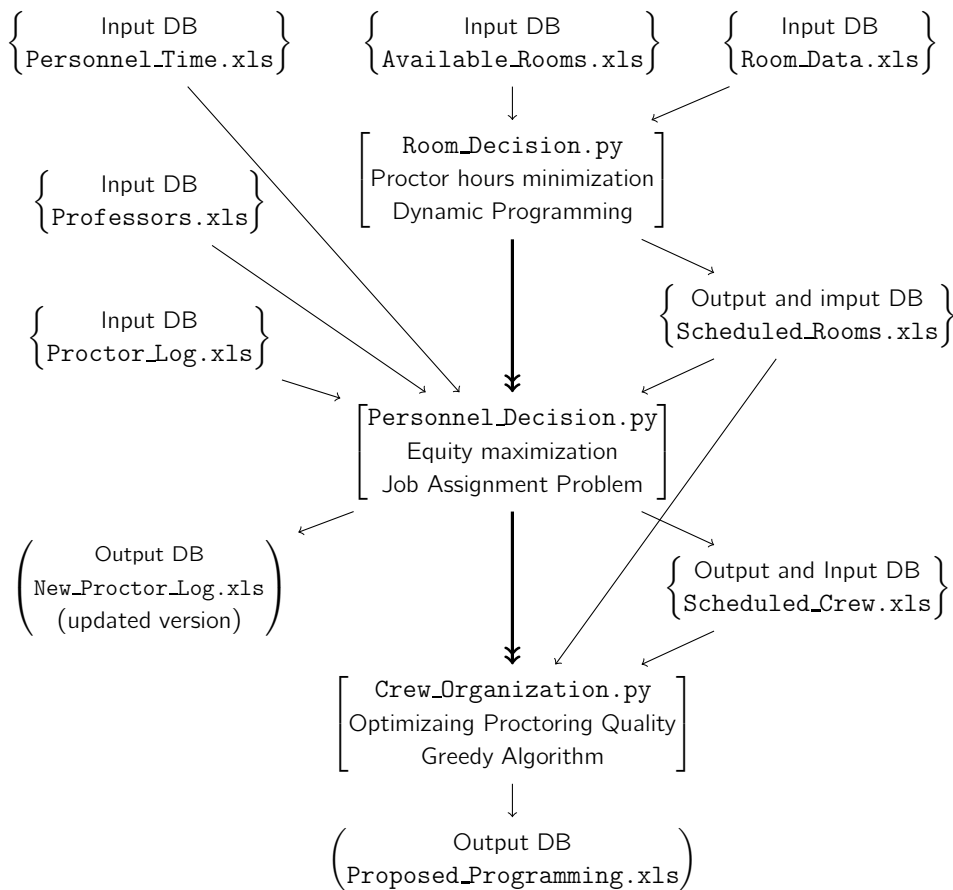 Input DB
Personnel_Time.xls
Input DB
Available_Rooms.xls
Input DB
Room_Data.xls
Room_Decision.py
Proctor hours minimization
Dynamic Programming
Input DB
Professors.xls
Input DB
Proctor_Log.xls
Output and imput DB
Scheduled_Rooms.xls
Personnel_Decision.py
Equity maximization
Job Assignment Problem
Output DB
New_Proctor_Log.xls
(updated version)
Output and Input DB
Scheduled_Crew.xls
Crew_Organization.py
Optimizaing Proctoring Quality
Greedy Algorithm
Output DB
Proposed_Programming.xls